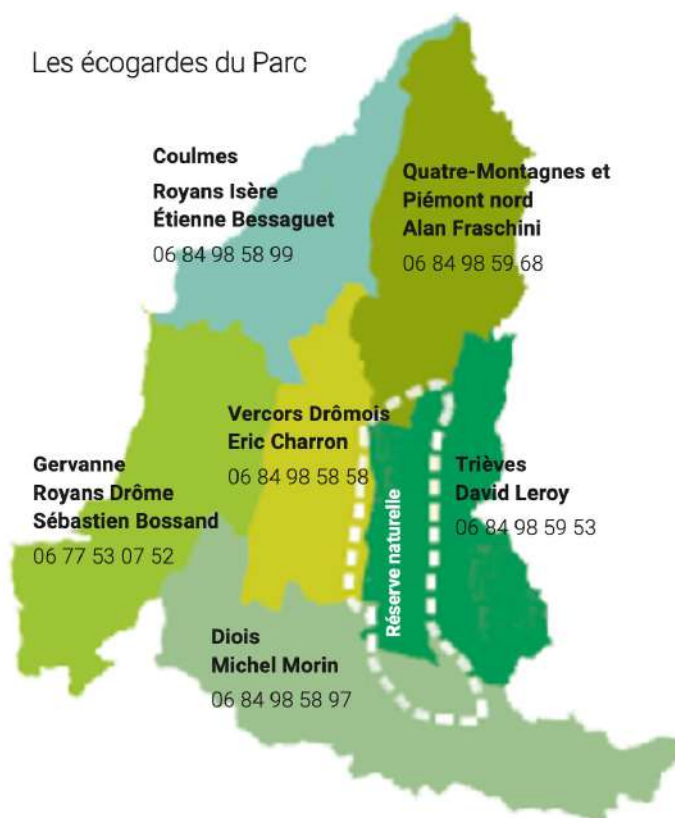 Les écogardes du Parc
Coulmes
Royans Isère
Étienne Bessaguet
06 84 98 58 99
Quatre-Montagnes et
Piémont nord
Alan Fraschini
06 84 98 59 68
Vercors Drômois
Eric Charron
06 84 98 58 58
Gervanne
Royans Drôme
Sébastien Bossand
06 77 53 07 52
Réserve naturelle
Trièves
David Leroy
06 84 98 59 53
Diois
Michel Morin
06 84 98 58 97